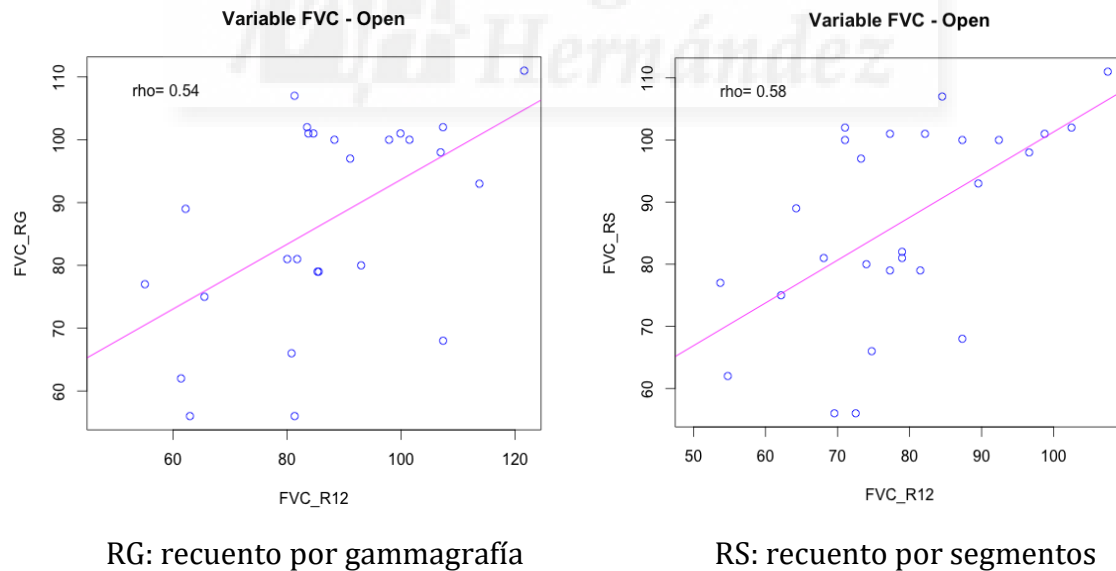 Variable FVC - Open
rho= 0.54
110
100
90
80
70
60
FVC_RG
60 80 100 120
FVC_R12
RG: recuento por gammagrafía
Variable FVC - Open
rho= 0.58
110
100
90
80
70
60
FVC_RS
50 60 70 80 90 100
FVC_R12
RS: recuento por segmentos
Hernández